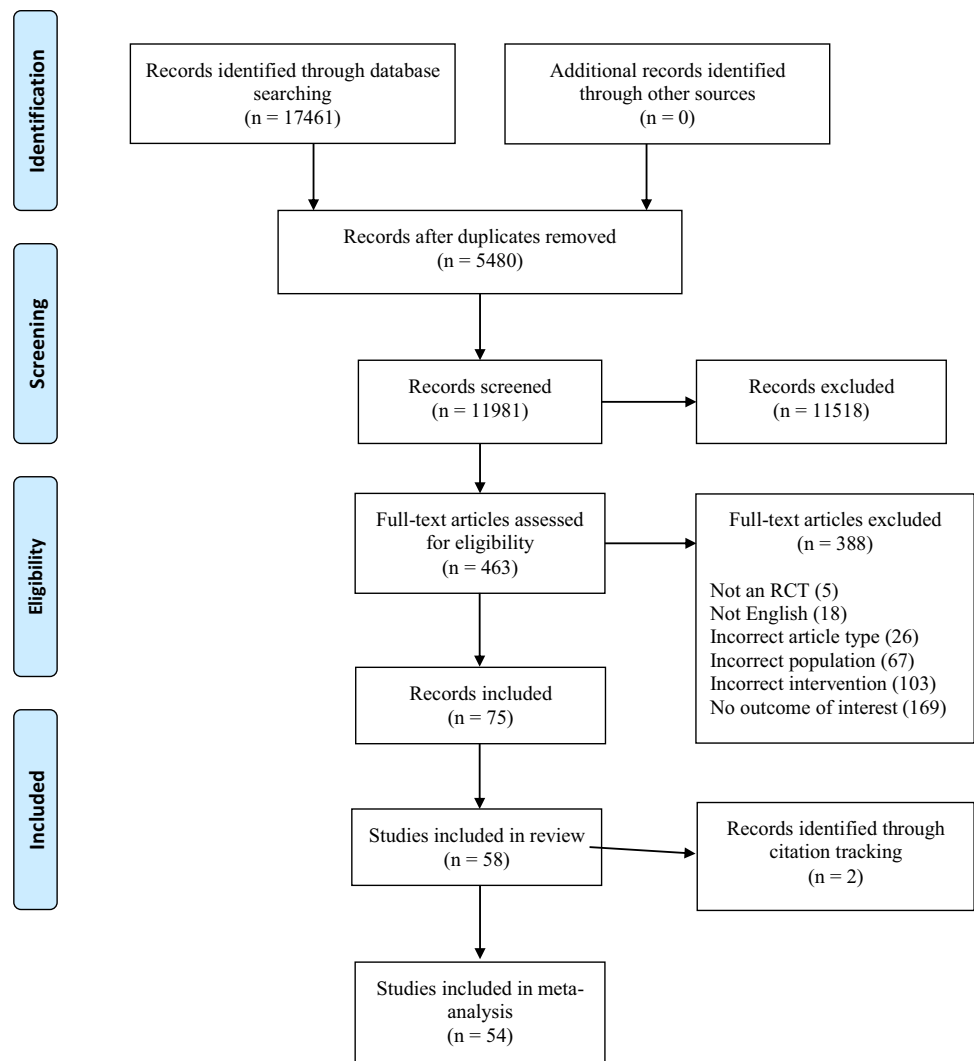 Identification
Records identified through database
searching
(n = 17461)
Additional records identified
through other sources
(n = 0)
Screening
Records after duplicates removed
(n = 5480)
Records screened
(n = 11981)
Records excluded
(n = 11518)
Eligibility
Full-text articles assessed
for eligibility
(n = 463)
Full-text articles excluded
(n = 388)
Not an RCT (5)
Not English (18)
Incorrect article type (26)
Incorrect population (67)
Incorrect intervention (103)
No outcome of interest (169)
Records included
(n = 75)
Included
Studies included in review
(n = 58)
Records identified through
citation tracking
(n = 2)
Studies included in meta-
analysis
(n = 54)